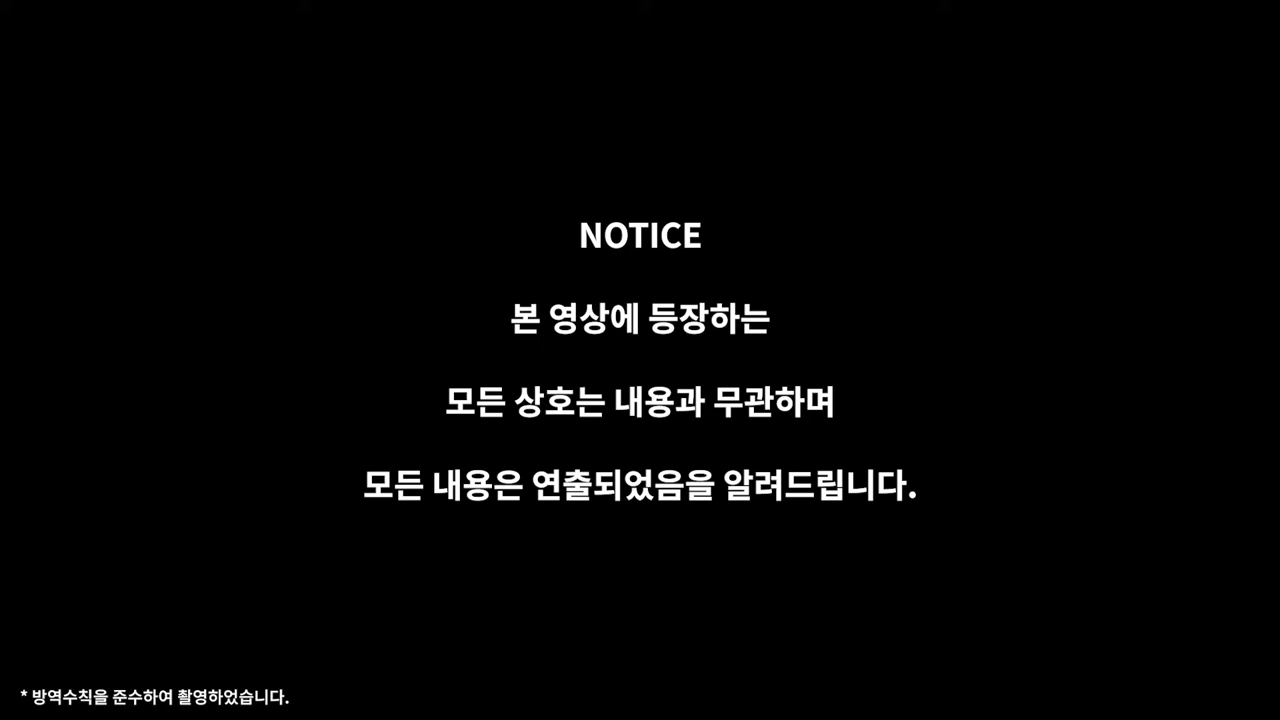 NOTICE
본 영상에 등장하는
모든 상호는 내용과 무관하며
모든 내용은 연출되었음을 알려드립니다.
* 방역수칙을 준수하여 촬영하었습니다.